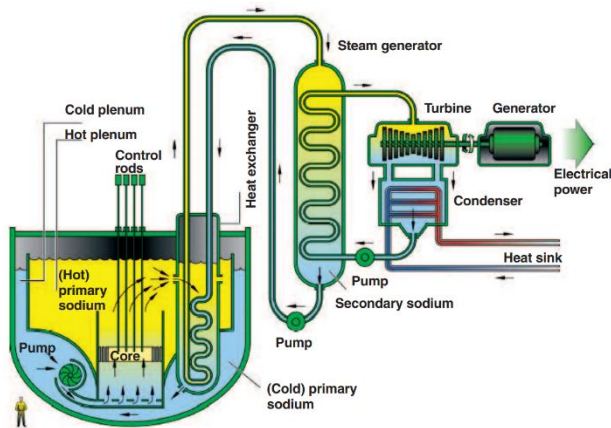 Steam generator
Cold plenum
Hot plenum
Control
rods
Heat exchanger
Turbine
Generator
Electrical
power
Condenser
Heat sink
(Hot)
primary
sodium
Pump
Secondary sodium
Pump
Pump
Core
(Cold) primary
sodium